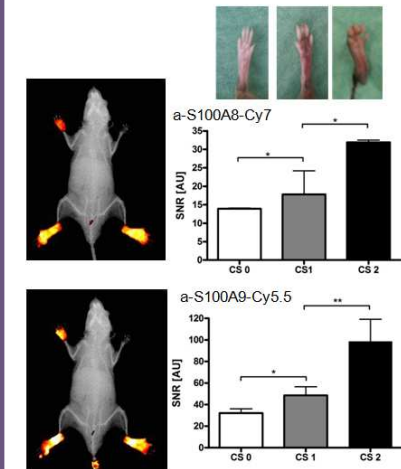 a-S100A8-Cy7
*
*
35
30
25
20
15
10
5
0
SNR [AU]
CS 0
CS1
CS 2
a-S100A9-Cy5.5
**
*
120
100
80
60
40
20
0
SNR [AU]
CS 0
CS 1
CS 2